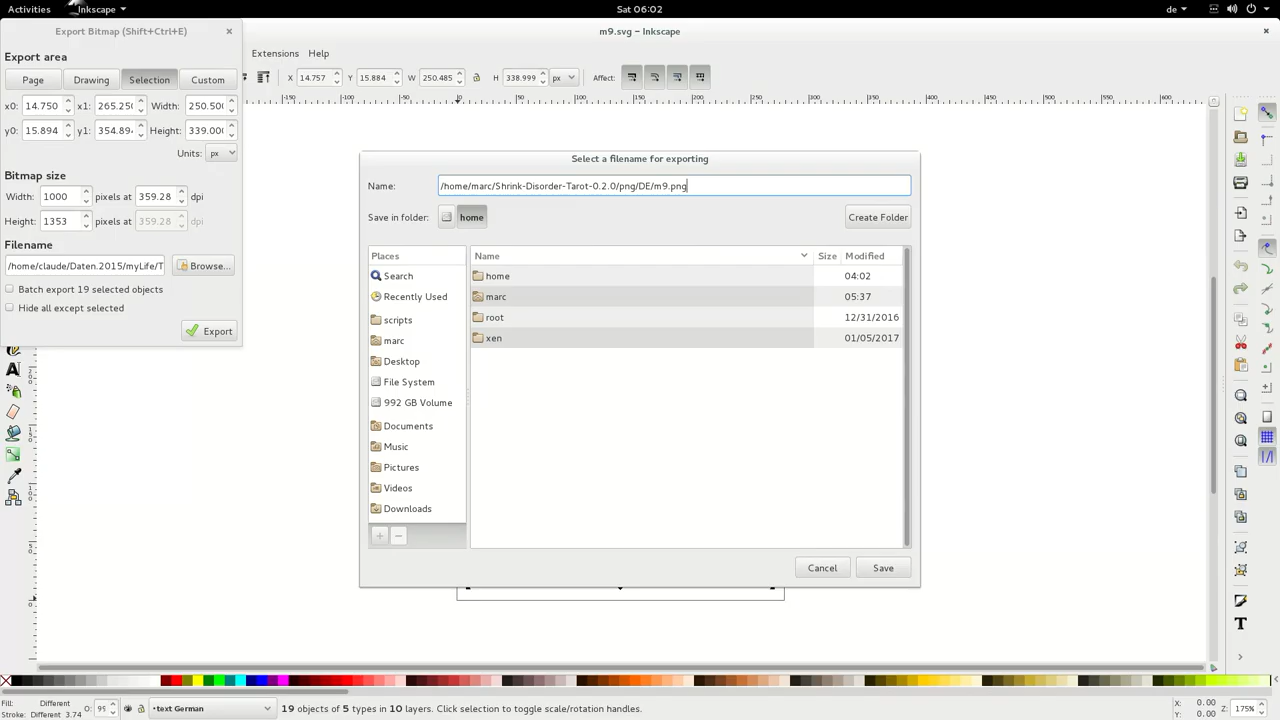 Activities Inkscape Sat 06:02 de
Export Bitmap (Shift+Ctrl+E) m9.svg – Inkscape
Export area
Extensions Help
Page Drawing Selection Custom
X 14.757 Y 15.884 W 250.485 H 338.999 px Affect:
x0: 14.750 x1: 265.250 Width: 250.500
y0: 15.894 y1: 354.894 Height: 339.000
Units: px
Bitmap size
Width: 1000 pixels at 359.28 dpi
Height: 1353 pixels at 359.28 dpi
Filename
/home/claude/Daten.2015/myLife/T Browse...
Batch export 19 selected objects
Hide all except selected
Export
Select a filename for exporting
Name: /home/marc/Shrink-Disorder-Tarot-0.2.0/png/DE/m9.png
Save in folder: home Create Folder
Places
Search
Recently Used
scripts
marc
Desktop
File System
992 GB Volume
Documents
Music
Pictures
Videos
Downloads
Name Size Modified
home 04:02
marc 05:37
root 12/31/2016
xen 01/05/2017
Cancel Save
Fill: Different
Stroke: Different 3.74
O: 99
•text German
19 objects of 5 types in 10 layers. Click selection to toggle scale/rotation handles.
X: 0.00
Y: 0.00
Z: 175%